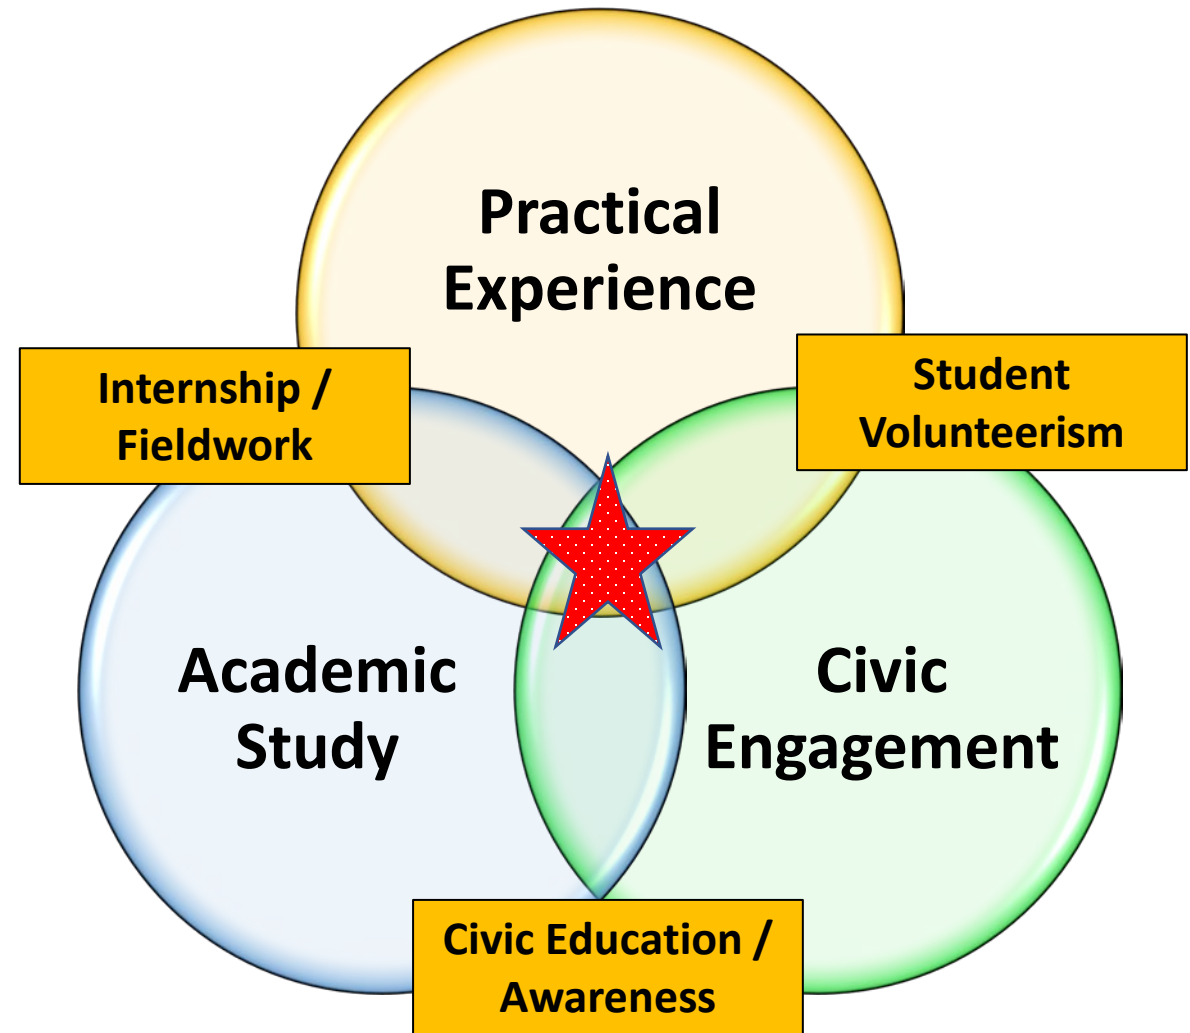 Practical
Experience
Internship /
Fieldwork
Student
Volunteerism
Academic
Study
Civic
Engagement
Civic Education /
Awareness